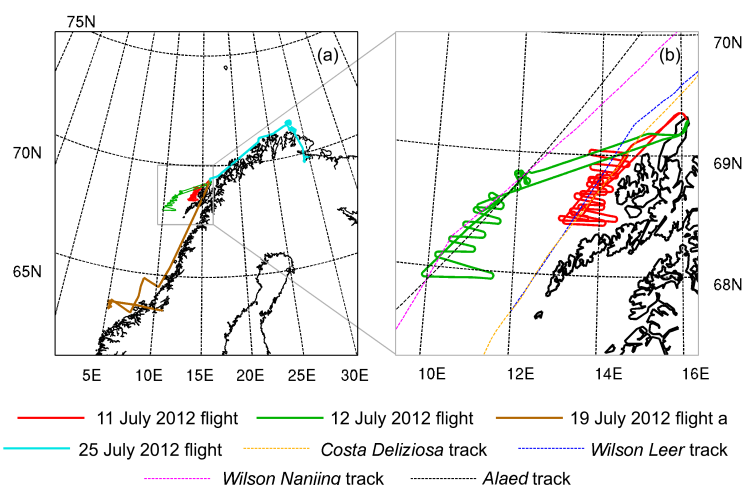 75N
(a)
(b)
70N
70N
69N
65N
68N
5E 10E 15E 20E 25E 30E
10E 12E 14E 16E
11 July 2012 flight 12 July 2012 flight 19 July 2012 flight a
25 July 2012 flight Costa Deliziosa track Wilson Leer track
Wilson Nanjing track Alaed track